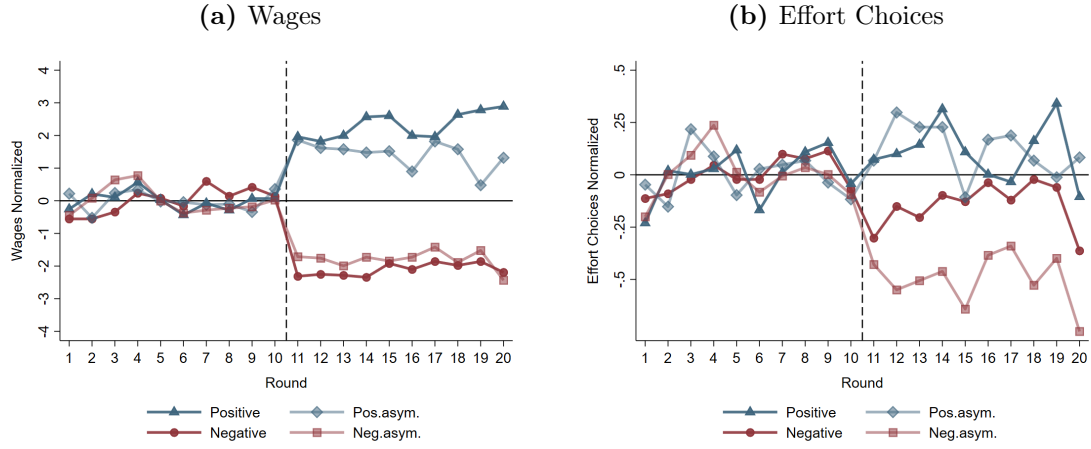 (a) Wages
Wages Normalized
4
3
2
1
0
-1
-2
-3
-4
1 2 3 4 5 6 7 8 9 10 11 12 13 14 15 16 17 18 19 20
Round
Positive Pos.asym.
Negative Neg.asym.
(b) Effort Choices
Effort Choices Normalized
.5
.25
0
-.25
-.5
1 2 3 4 5 6 7 8 9 10 11 12 13 14 15 16 17 18 19 20
Round
Positive Pos.asym.
Negative Neg.asym.